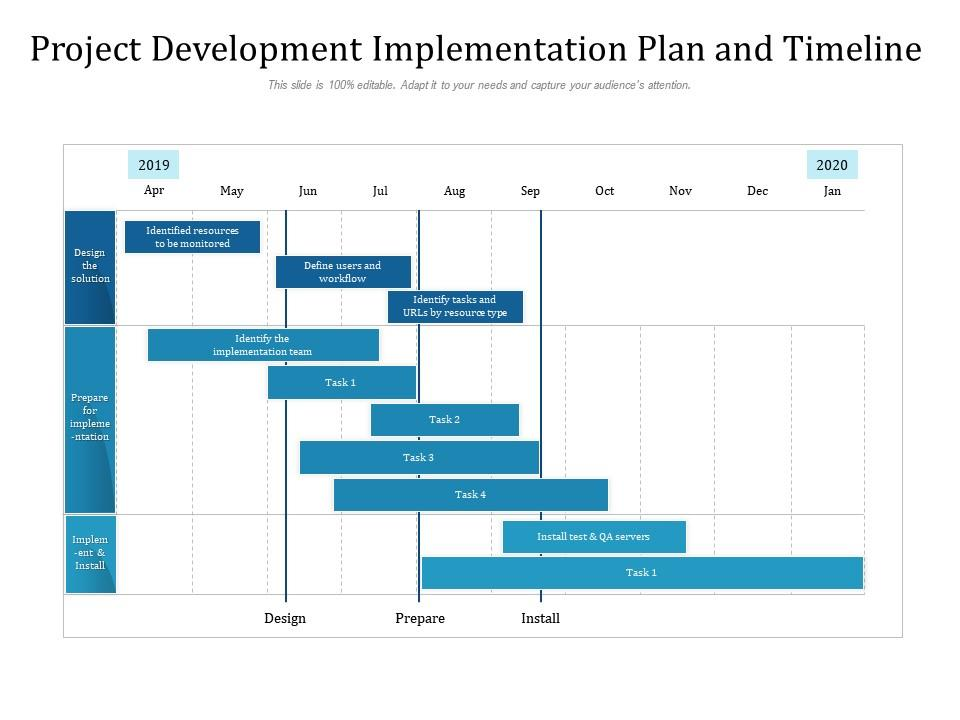 Project Development Implementation Plan and Timeline
This slide is 100% editable. Adapt it to your needs and capture your audience's attention.
2019
2020
Apr May Jun Jul Aug Sep Oct Nov Dec Jan
Design
the
solution
Identified resources
to be monitored
Define users and
workflow
Identify tasks and
URLs by resource type
Prepare
for
impleme
-ntation
Identify the
implementation team
Task 1
Task 2
Task 3
Task 4
Implem
-ent &
Install
Install test & QA servers
Task 1
Design Prepare Install